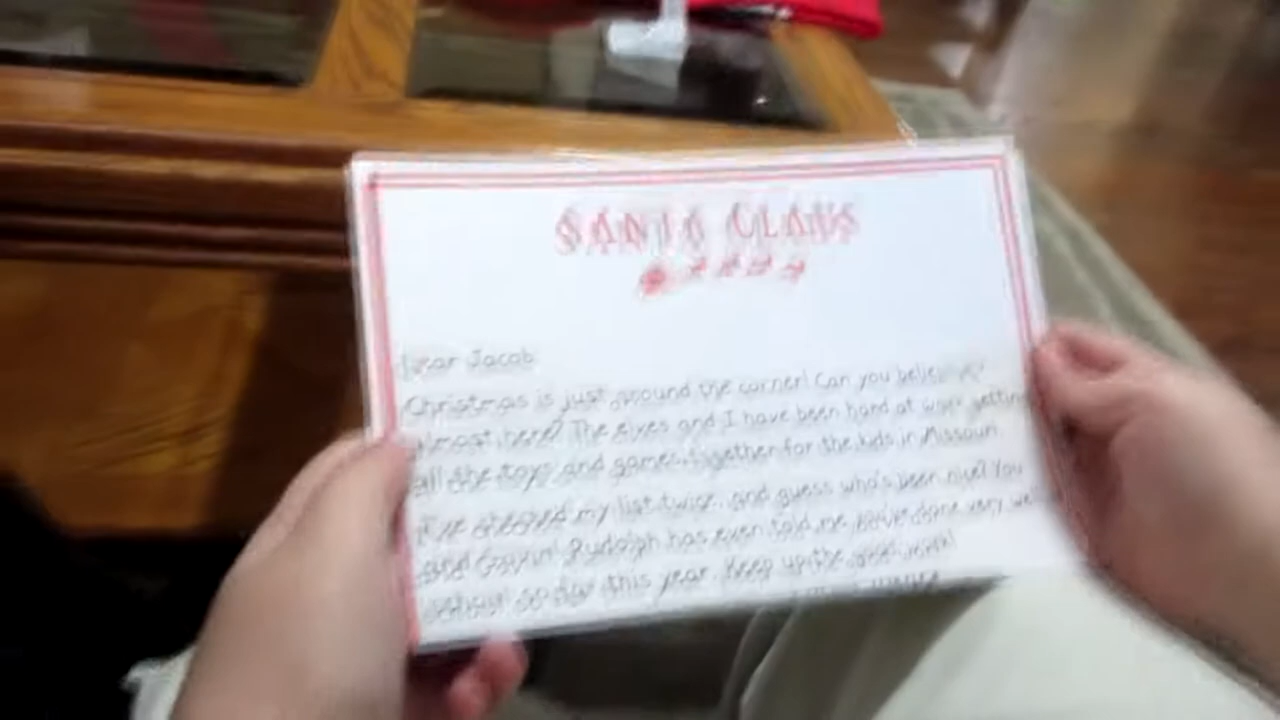 SANTA CLAUS
Dear Jacob
Christmas is just around the corner! Can you believe
almost here? The elves and I have been hard at work getting
all the toys and games together for the kids in Missouri
I've checked my list twice, and guess who's been nice? You
and Rudolph has even told me you've done very well
so far this year. Keep up the good work!